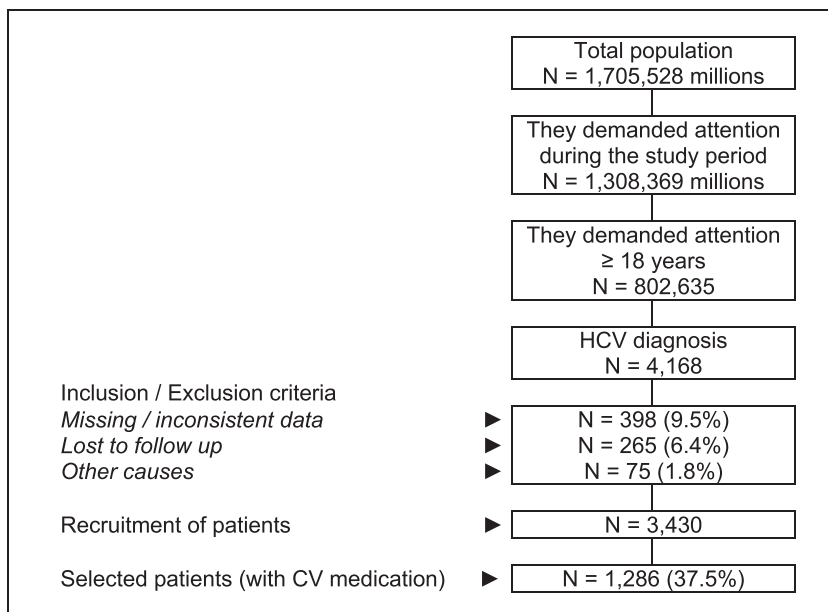 Total population
N = 1,705,528 millions
They demanded attention
during the study period
N = 1,308,369 millions
They demanded attention
≥ 18 years
N = 802,635
HCV diagnosis
N = 4,168
Inclusion / Exclusion criteria
Missing / inconsistent data ► N = 398 (9.5%)
Lost to follow up ► N = 265 (6.4%)
Other causes ► N = 75 (1.8%)
Recruitment of patients ► N = 3,430
Selected patients (with CV medication) ► N = 1,286 (37.5%)